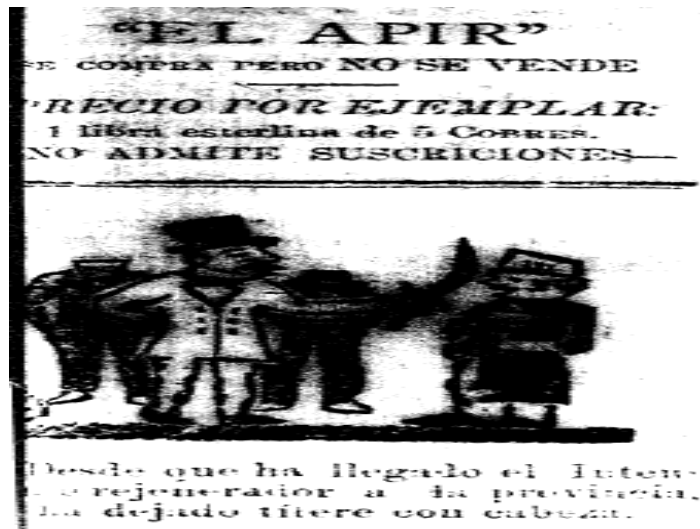 "EL APIR"
SE COMPRA PERO NO SE VENDE
PRECIO POR EJEMPLAR:
1 libra esterlina de 5 COBRES.
NO ADMITE SUSCRICIONES
Desde que ha llegado el Inten-
rejenerador a la provincia
ha dejado títere con cabeza.